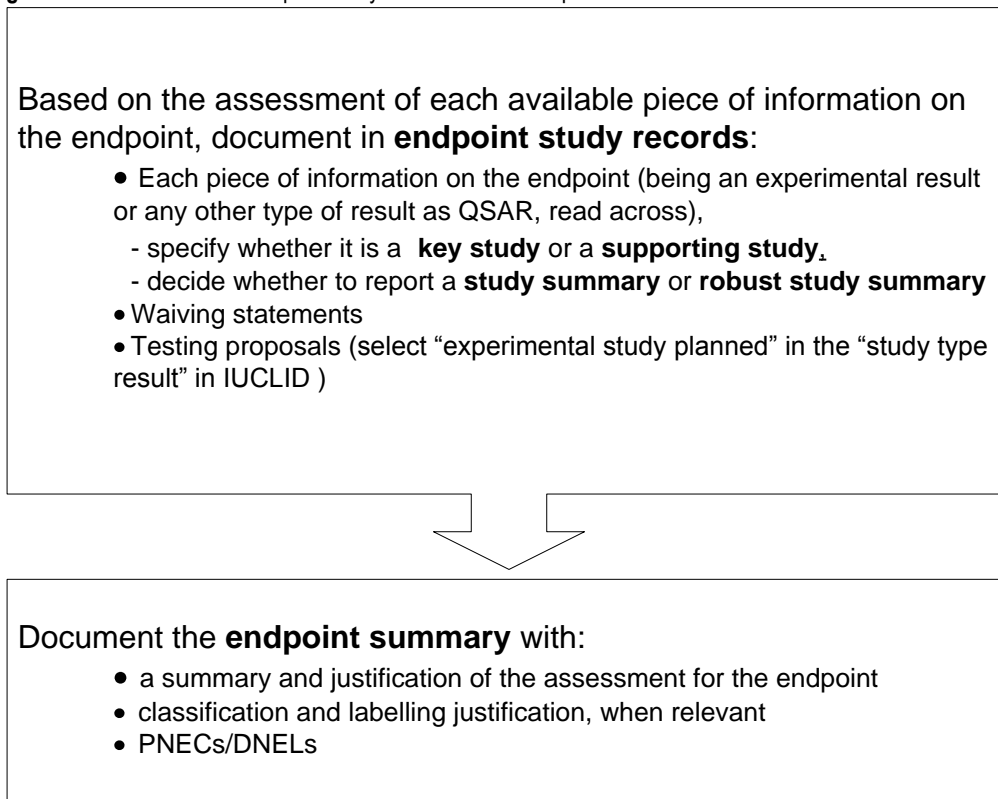 Based on the assessment of each available piece of information on
the endpoint, document in endpoint study records:
• Each piece of information on the endpoint (being an experimental result
or any other type of result as QSAR, read across),
- specify whether it is a key study or a supporting study,
- decide whether to report a study summary or robust study summary
• Waiving statements
• Testing proposals (select “experimental study planned” in the “study type
result” in IUCLID )
Document the endpoint summary with:
• a summary and justification of the assessment for the endpoint
• classification and labelling justification, when relevant
• PNECs/DNELs